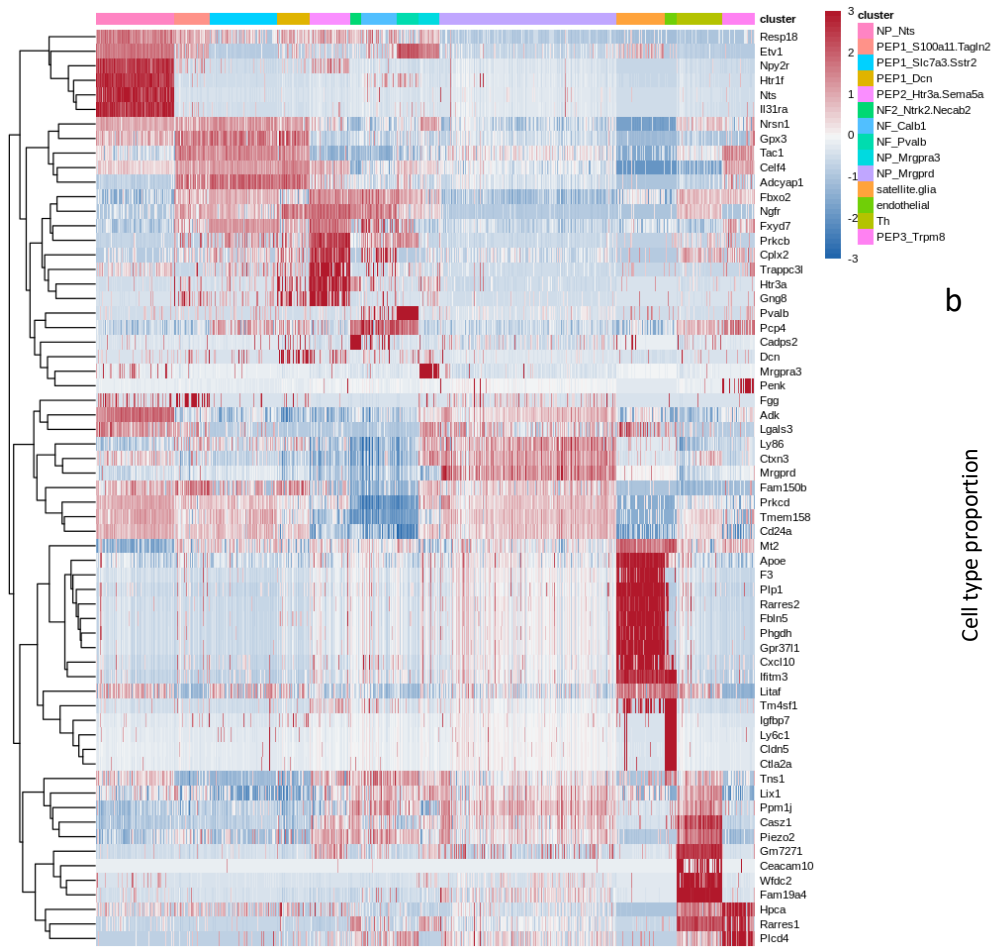 cluster
Resp18
Etv1
Npy2r
Htr1f
Nts
Il31ra
Nrsn1
Gpx3
Tac1
Celf4
Adcyap1
Fbxo2
Ngfr
Fxyd7
Prkcb
Cplx2
Trappc3l
Htr3a
Gng8
Pvalb
Pcp4
Cadps2
Dcn
Mrgpra3
Penk
Fgg
Adk
Lgals3
Ly86
Ctxn3
Mrgprd
Fam150b
Prkcd
Tmem158
Cd24a
Mt2
Apoe
F3
Plp1
Rarres2
Fbln5
Phgdh
Gpr37l1
Cxcl10
Ifitm3
Litaf
Tm4sf1
Igfbp7
Ly6c1
Cldn5
Ctla2a
Tns1
Lix1
Ppm1j
Casz1
Piezo2
Gm7271
Ceacam10
Wfdc2
Fam19a4
Hpca
Rarres1
Plcd4
3
2
1
0
-1
-2
-3
cluster
NP_Nts
PEP1_S100a11.Tagln2
PEP1_Slc7a3.Sstr2
PEP1_Dcn
PEP2_Htr3a.Sema5a
NF2_Ntrk2.Necab2
NF_Calb1
NF_Pvalb
NP_Mrgpra3
NP_Mrgprd
satellite.glia
endothelial
Th
PEP3_Trpm8
b
Cell type proportion